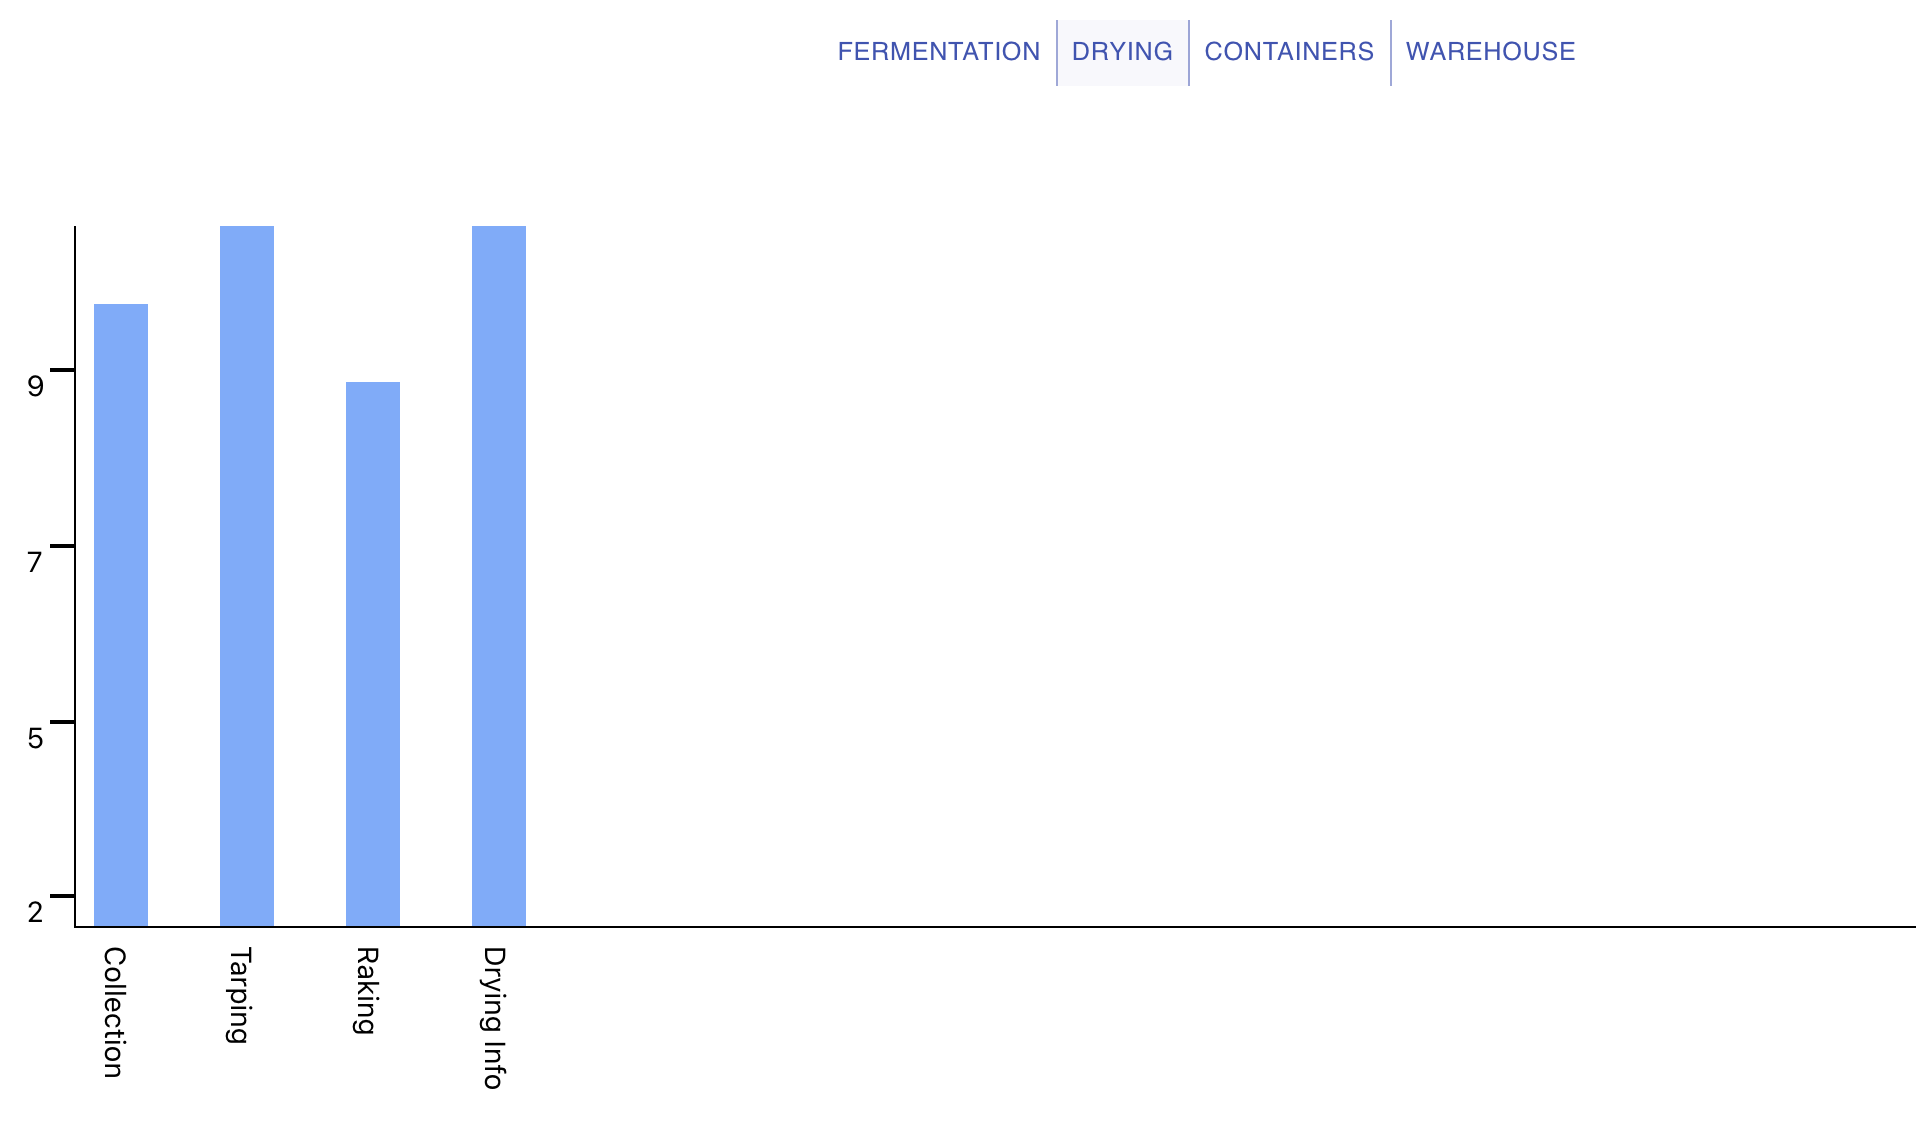 FERMENTATION DRYING CONTAINERS WAREHOUSE
9
7
5
2
Collection
Tarping
Raking
Drying Info